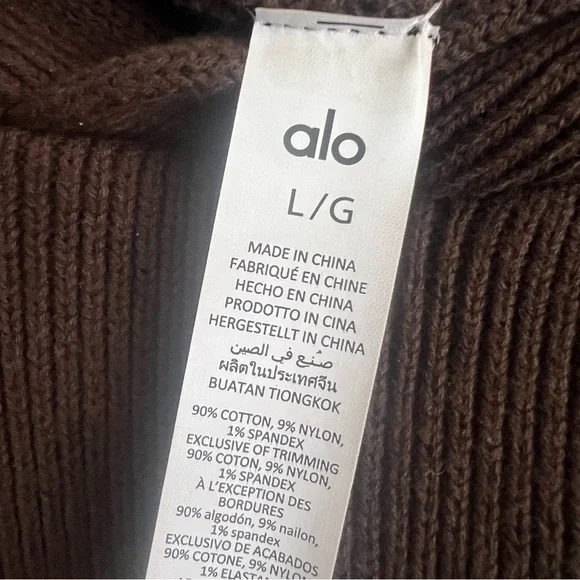 alo
L/G
MADE IN CHINA
FABRIQUÉ EN CHINE
HECHO EN CHINA
PRODOTTO IN CINA
HERGESTELLT IN CHINA
صُنع في الصين
ผลิตในประเทศจีน
BUATAN TIONGKOK
90% COTTON, 9% NYLON,
1% SPANDEX
EXCLUSIVE OF TRIMMING
90% COTON, 9% NYLON,
1% SPANDEX
À L'EXCEPTION DES
BORDURES
90% algodón, 9% nailon,
1% spandex
EXCLUSIVO DE ACABADOS
90% COTONE, 9% NYLON,
1% ELASTAN